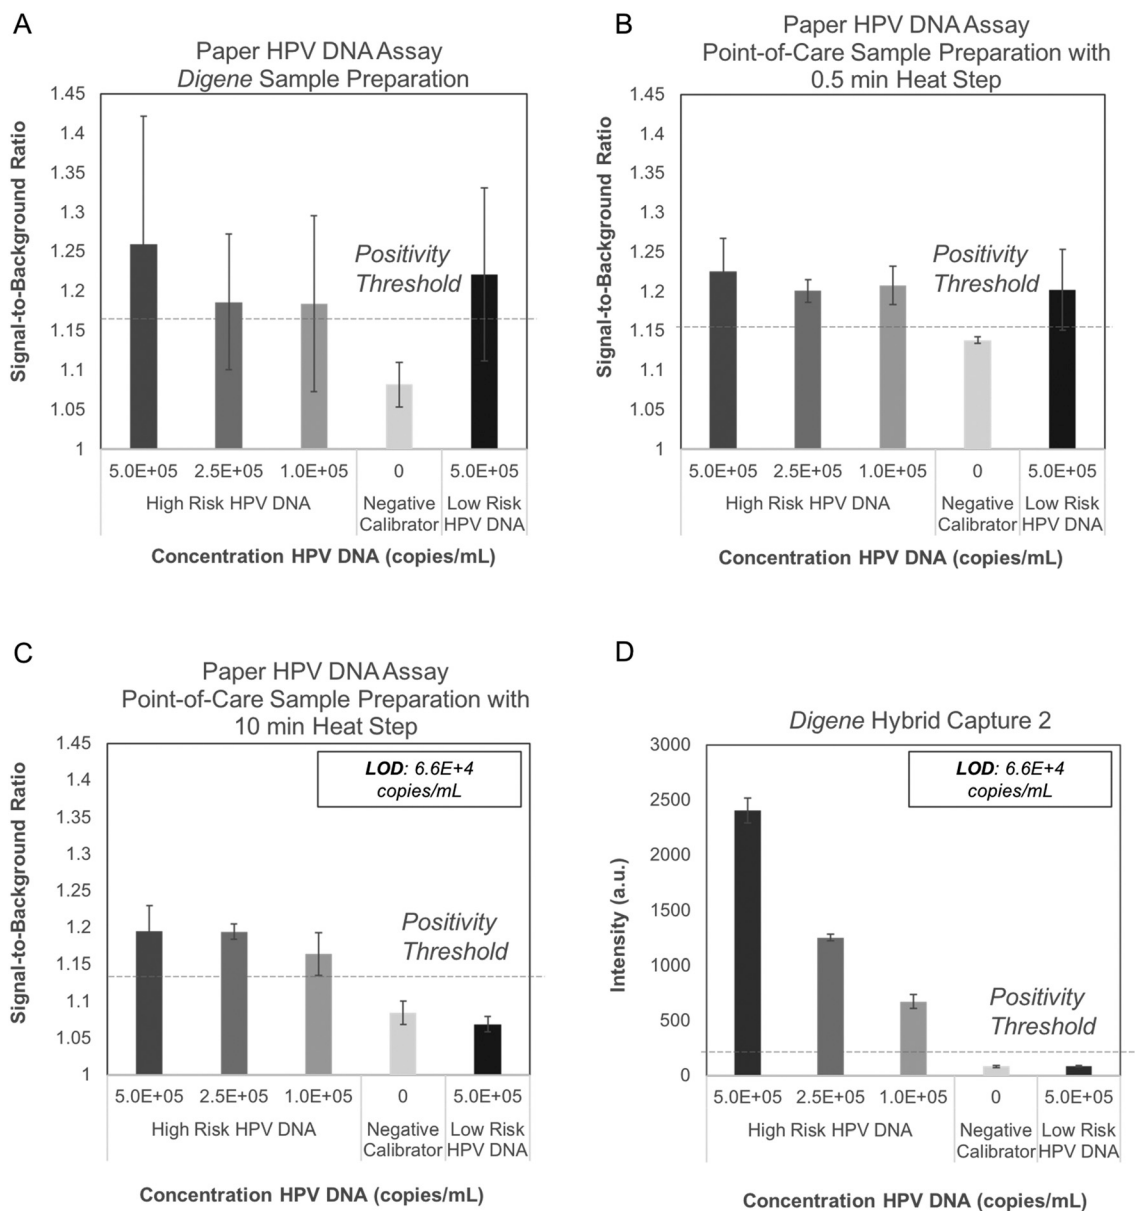 A
Paper HPV DNA Assay
Digene Sample Preparation
Signal-to-Background Ratio
1.45
1.4
1.35
1.3
1.25
1.2
1.15
1.1
1.05
1
Positivity
Threshold
5.0E+05 2.5E+05 1.0E+05 0 5.0E+05
High Risk HPV DNA Negative Low Risk
Calibrator HPV DNA
Concentration HPV DNA (copies/mL)
B
Paper HPV DNA Assay
Point-of-Care Sample Preparation with
0.5 min Heat Step
Signal-to-Background Ratio
1.45
1.4
1.35
1.3
1.25
1.2
1.15
1.1
1.05
1
Positivity
Threshold
5.0E+05 2.5E+05 1.0E+05 0 5.0E+05
High Risk HPV DNA Negative Low Risk
Calibrator HPV DNA
Concentration HPV DNA (copies/mL)
C
Paper HPV DNA Assay
Point-of-Care Sample Preparation with
10 min Heat Step
Signal-to-Background Ratio
1.45
1.4
1.35
1.3
1.25
1.2
1.15
1.1
1.05
1
LOD: 6.6E+4
copies/mL
Positivity
Threshold
5.0E+05 2.5E+05 1.0E+05 0 5.0E+05
High Risk HPV DNA Negative Low Risk
Calibrator HPV DNA
Concentration HPV DNA (copies/mL)
D
Digene Hybrid Capture 2
Intensity (a.u.)
3000
2500
2000
1500
1000
500
0
LOD: 6.6E+4
copies/mL
Positivity
Threshold
5.0E+05 2.5E+05 1.0E+05 0 5.0E+05
High Risk HPV DNA Negative Low Risk
Calibrator HPV DNA
Concentration HPV DNA (copies/mL)